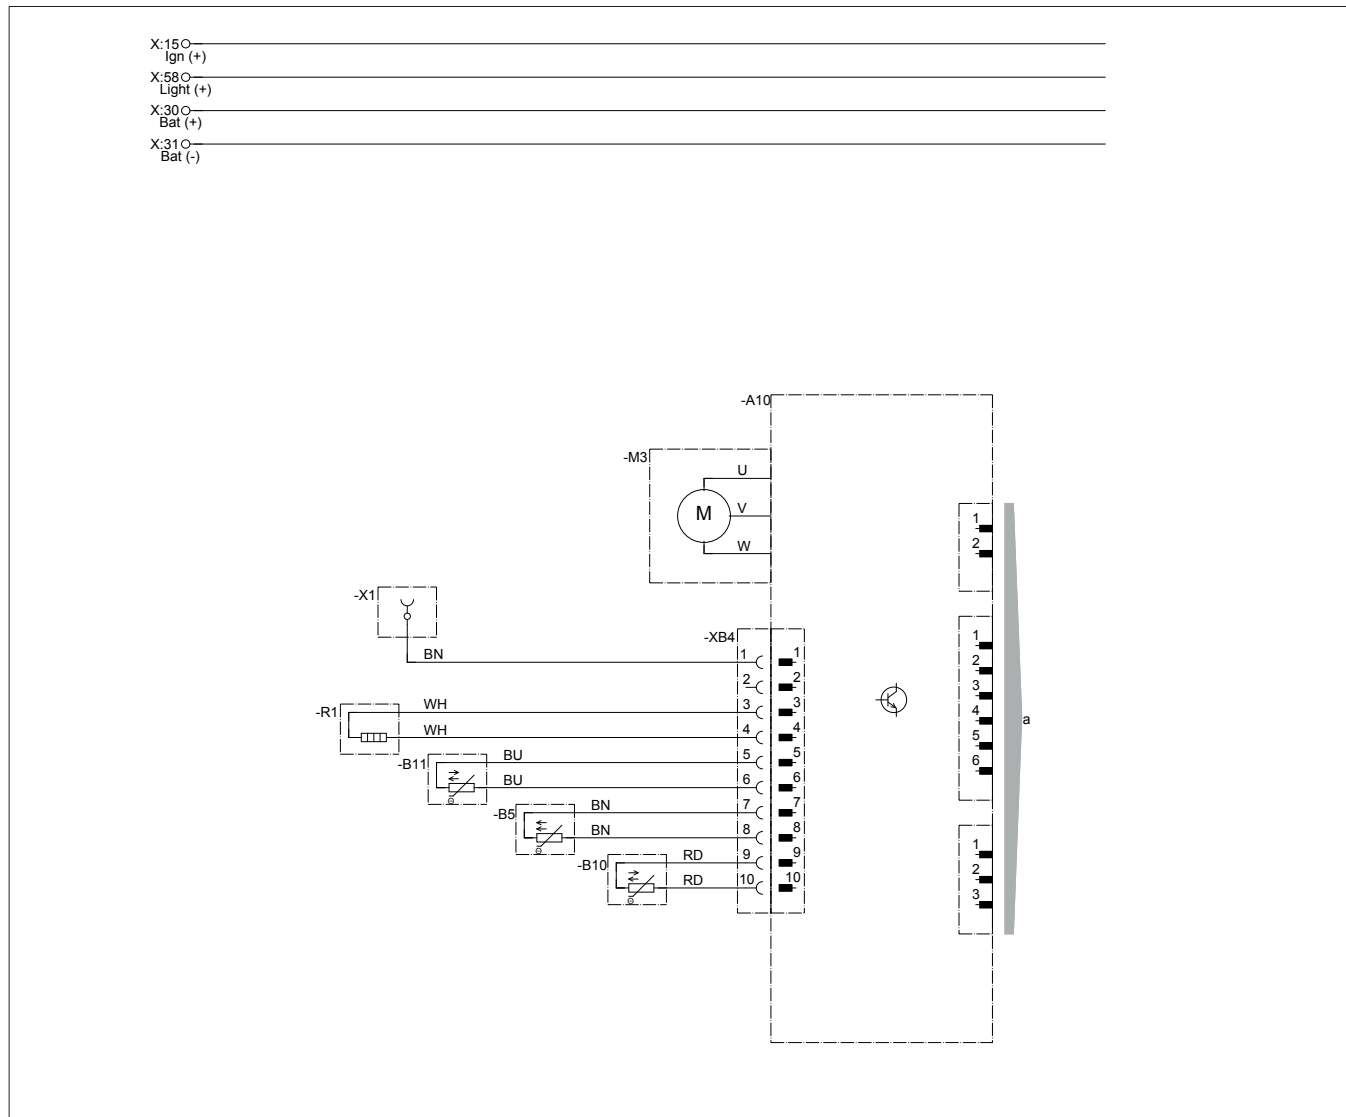 X:15
Ign (+)
X:58
Light (+)
X:30
Bat (+)
X:31
Bat (-)
-A10
-M3
U
M
V
W
1
2
-X1
-XB4
BN
1
1
2
2
-R1
WH
3
3
WH
4
4
-B11
BU
5
5
BU
6
6
-B5
BN
7
7
BN
8
8
-B10
RD
9
9
RD
10
10
1
2
3
4
5
6
a
1
2
3